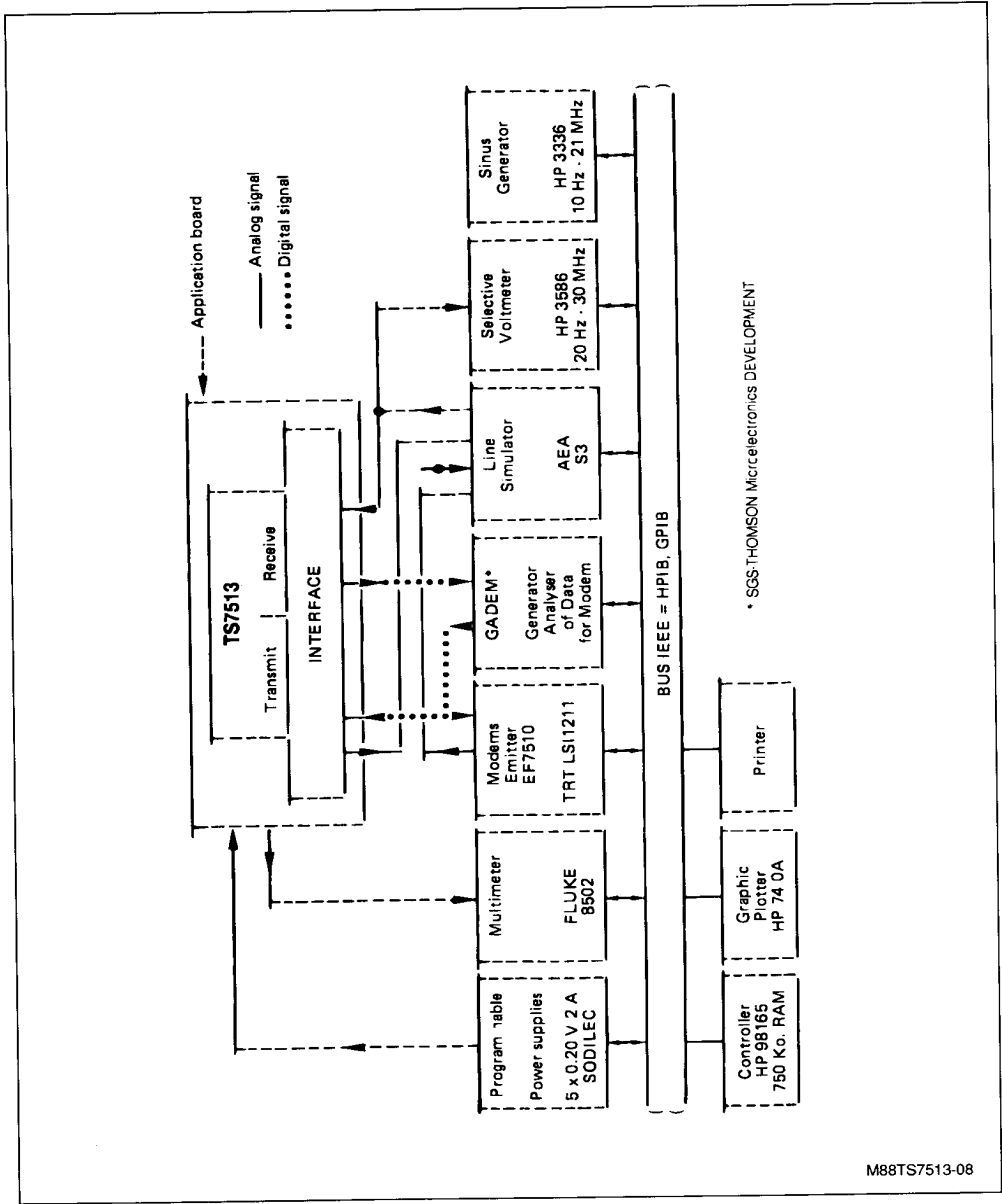 Application board
Analog signal
Digital signal
TS7513
Transmit Receive
INTERFACE
Program nable
Power supplies
5 x 0.20 V 2 A
SODILEC
Multimeter
FLUKE
8502
Modems
Emitter
EF7510
TRT LSI1211
GADEM*
Generator
Analyser
of Data
for Modem
Line
Simulator
AEA
S3
Selective
Voltmeter
HP 3586
20 Hz - 30 MHz
Sinus
Generator
HP 3336
10 Hz - 21 MHz
BUS IEEE = HPIB, GPIB
Controller
HP 98165
750 Ko. RAM
Graphic
Plotter
HP 74 0A
Printer
* SGS-THOMSON Micrcelectronics DEVELOPMENT
M88TS7513-08